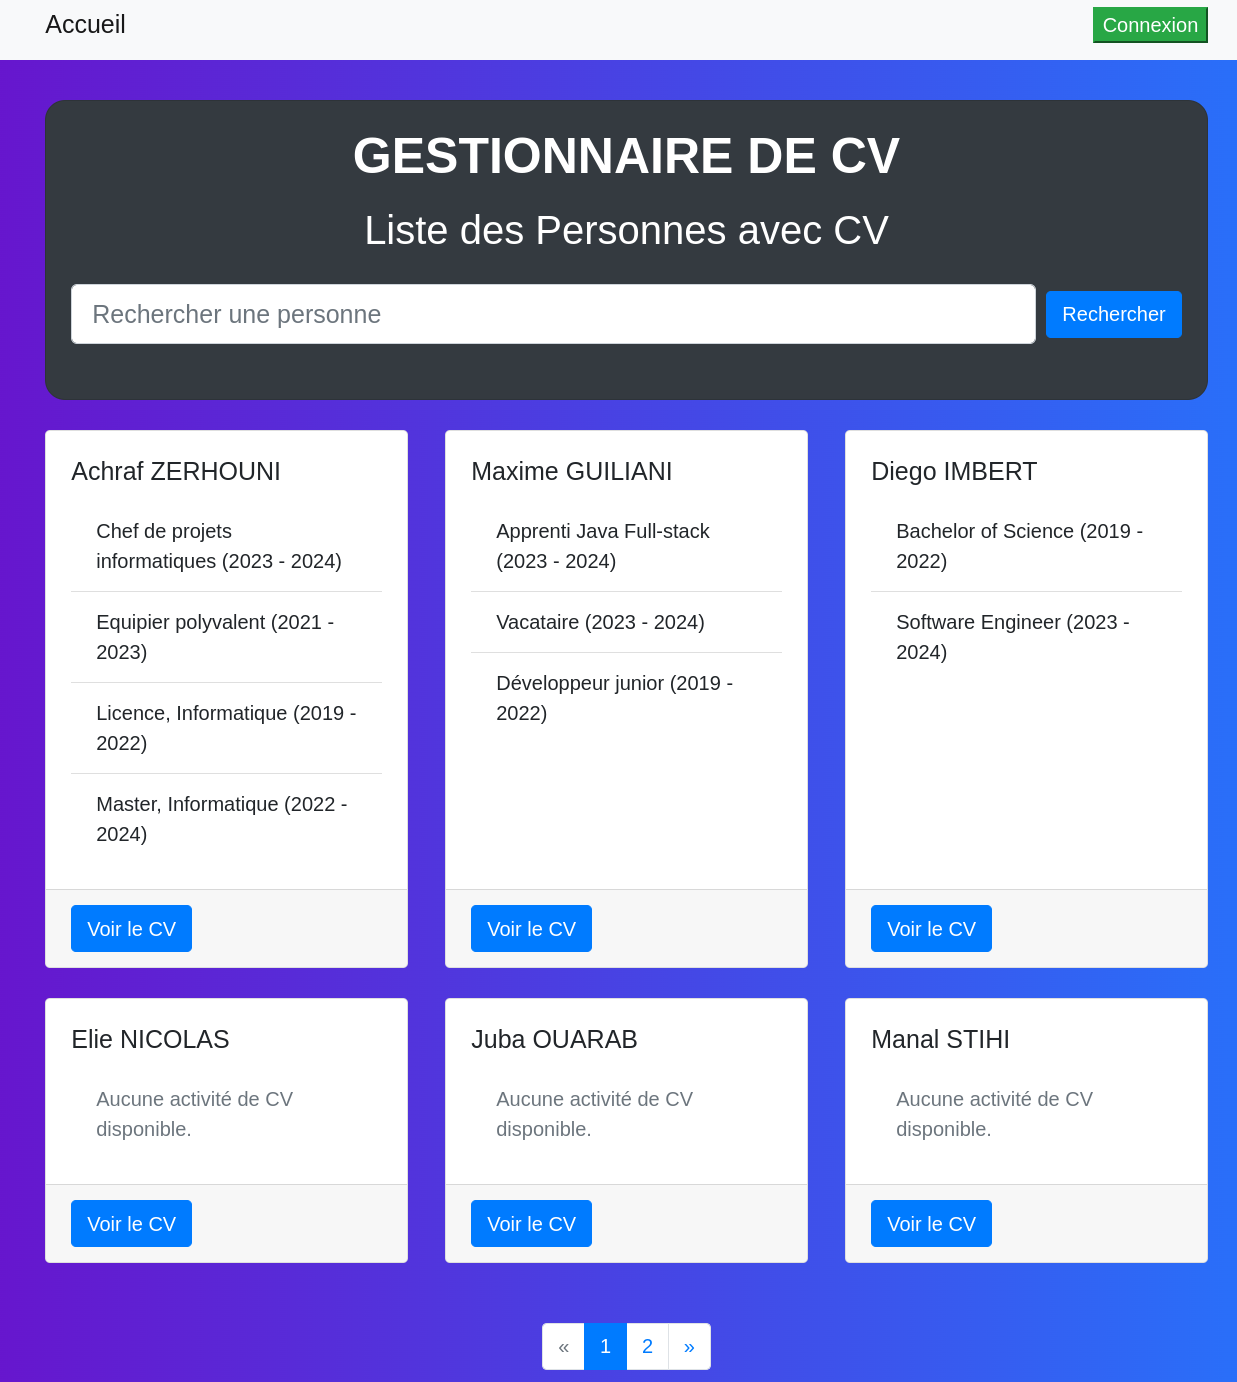 Accueil
Connexion
GESTIONNAIRE DE CV
Liste des Personnes avec CV
Rechercher une personne
Rechercher
Achraf ZERHOUNI
Chef de projets
informatiques (2023 - 2024)
Equipier polyvalent (2021 -
2023)
Licence, Informatique (2019 -
2022)
Master, Informatique (2022 -
2024)
Voir le CV
Maxime GUILIANI
Apprenti Java Full-stack
(2023 - 2024)
Vacataire (2023 - 2024)
Développeur junior (2019 -
2022)
Voir le CV
Diego IMBERT
Bachelor of Science (2019 -
2022)
Software Engineer (2023 -
2024)
Voir le CV
Elie NICOLAS
Aucune activité de CV
disponible.
Voir le CV
Juba OUARAB
Aucune activité de CV
disponible.
Voir le CV
Manal STIHI
Aucune activité de CV
disponible.
Voir le CV
« 1 2 »